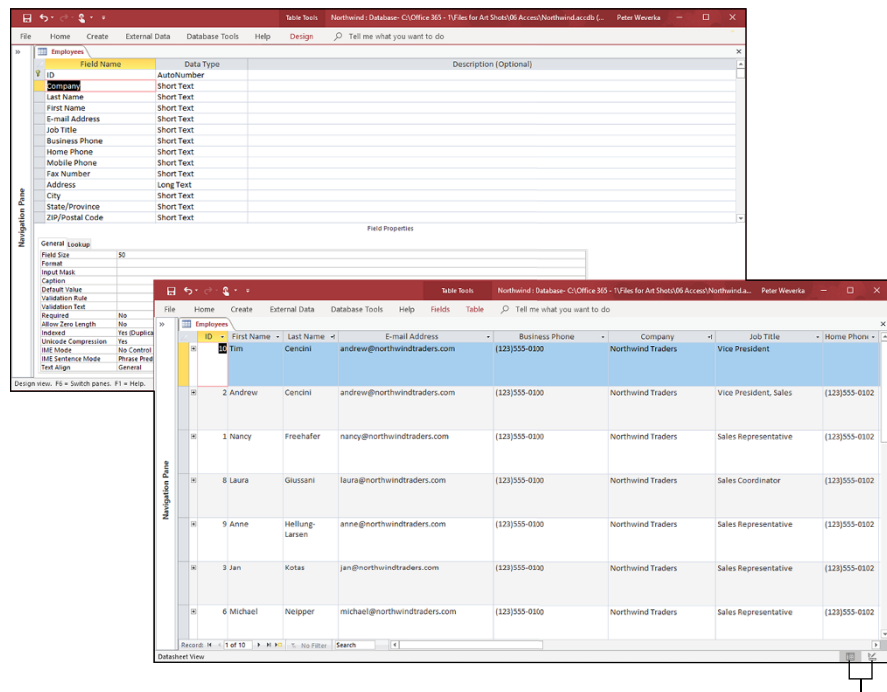 Table Tools Northwind : Database- C:\Office 365 - 1\Files for Art Shots\06 Access\Northwind.accdb (... Peter Weverka
File Home Create External Data Database Tools Help Design Tell me what you want to do
Employees
Field Name Data Type Description (Optional)
ID AutoNumber
Company Short Text
Last Name Short Text
First Name Short Text
E-mail Address Short Text
Job Title Short Text
Business Phone Short Text
Home Phone Short Text
Mobile Phone Short Text
Fax Number Short Text
Address Long Text
City Short Text
State/Province Short Text
ZIP/Postal Code Short Text
Navigation Pane
Field Properties
General Lookup
Field Size 50
Format
Input Mask
Caption
Default Value
Validation Rule
Validation Text
Required No
Allow Zero Length No
Indexed Yes (Duplica
Unicode Compression Yes
IME Mode No Control
IME Sentence Mode Phrase Pred
Text Align General
Design view. F6 = Switch panes. F1 = Help.
Table Tools Northwind : Database- C:\Office 365 - 1\Files for Art Shots\06 Access\Northwind.a... Peter Weverka
File Home Create External Data Database Tools Help Fields Table Tell me what you want to do
Employees
ID First Name Last Name E-mail Address Business Phone Company Job Title Home Phone
10 Tim Cencini andrew@northwindtraders.com (123)555-0100 Northwind Traders Vice President
2 Andrew Cencini andrew@northwindtraders.com (123)555-0100 Northwind Traders Vice President, Sales (123)555-0102
1 Nancy Freehafer nancy@northwindtraders.com (123)555-0100 Northwind Traders Sales Representative (123)555-0102
8 Laura Giussani laura@northwindtraders.com (123)555-0100 Northwind Traders Sales Coordinator (123)555-0102
9 Anne Hellung- anne@northwindtraders.com (123)555-0100 Northwind Traders Sales Representative (123)555-0102
Larsen
3 Jan Kotas jan@northwindtraders.com (123)555-0100 Northwind Traders Sales Representative (123)555-0102
6 Michael Neipper michael@northwindtraders.com (123)555-0100 Northwind Traders Sales Representative (123)555-0102
Navigation Pane
Record: 1 of 10 No Filter Search
Datasheet View